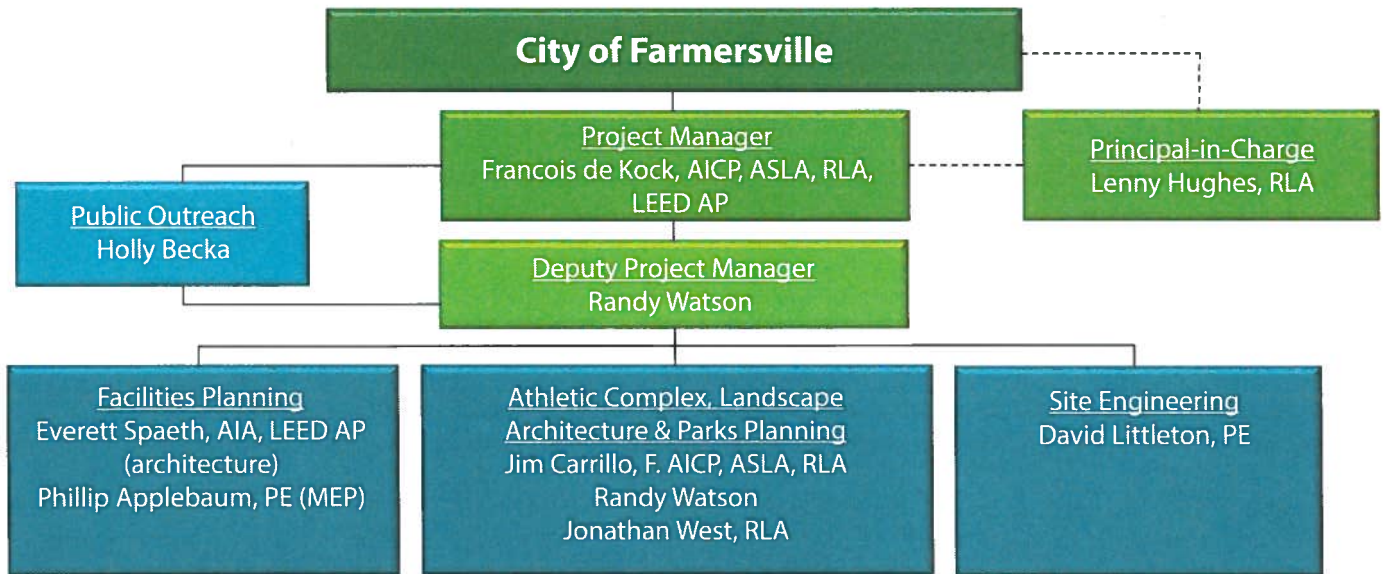 City of Farmersville
Project Manager
Francois de Kock, AICP, ASLA, RLA,
LEED AP
Principal-in-Charge
Lenny Hughes, RLA
Public Outreach
Holly Becka
Deputy Project Manager
Randy Watson
Facilities Planning
Everett Spaeth, AIA, LEED AP
(architecture)
Phillip Applebaum, PE (MEP)
Athletic Complex, Landscape
Architecture & Parks Planning
Jim Carrillo, F. AICP, ASLA, RLA
Randy Watson
Jonathan West, RLA
Site Engineering
David Littleton, PE